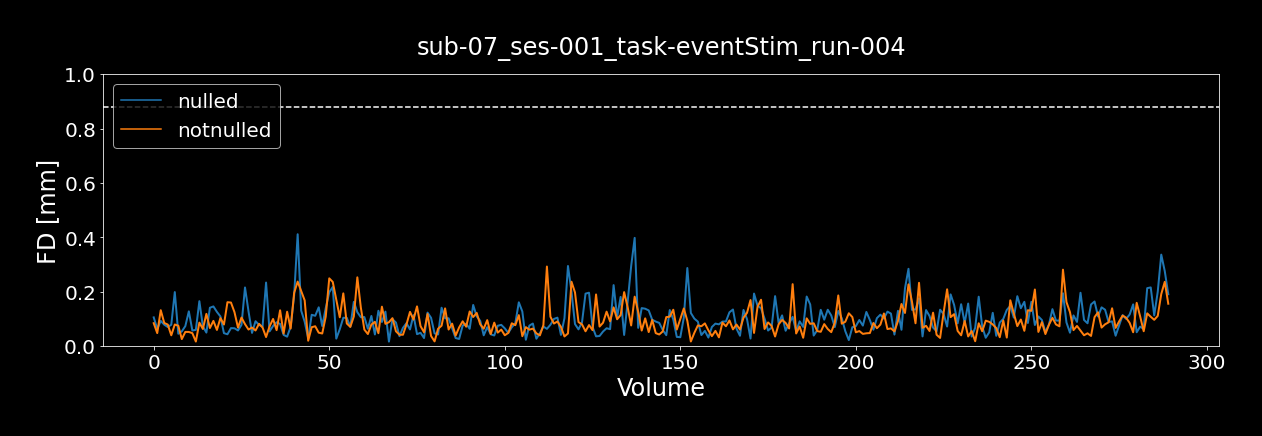 sub-07_ses-001_task-eventStim_run-004
nulled
notnulled
FD [mm]
1.0
0.8
0.6
0.4
0.2
0.0
0 50 100 150 200 250 300
Volume